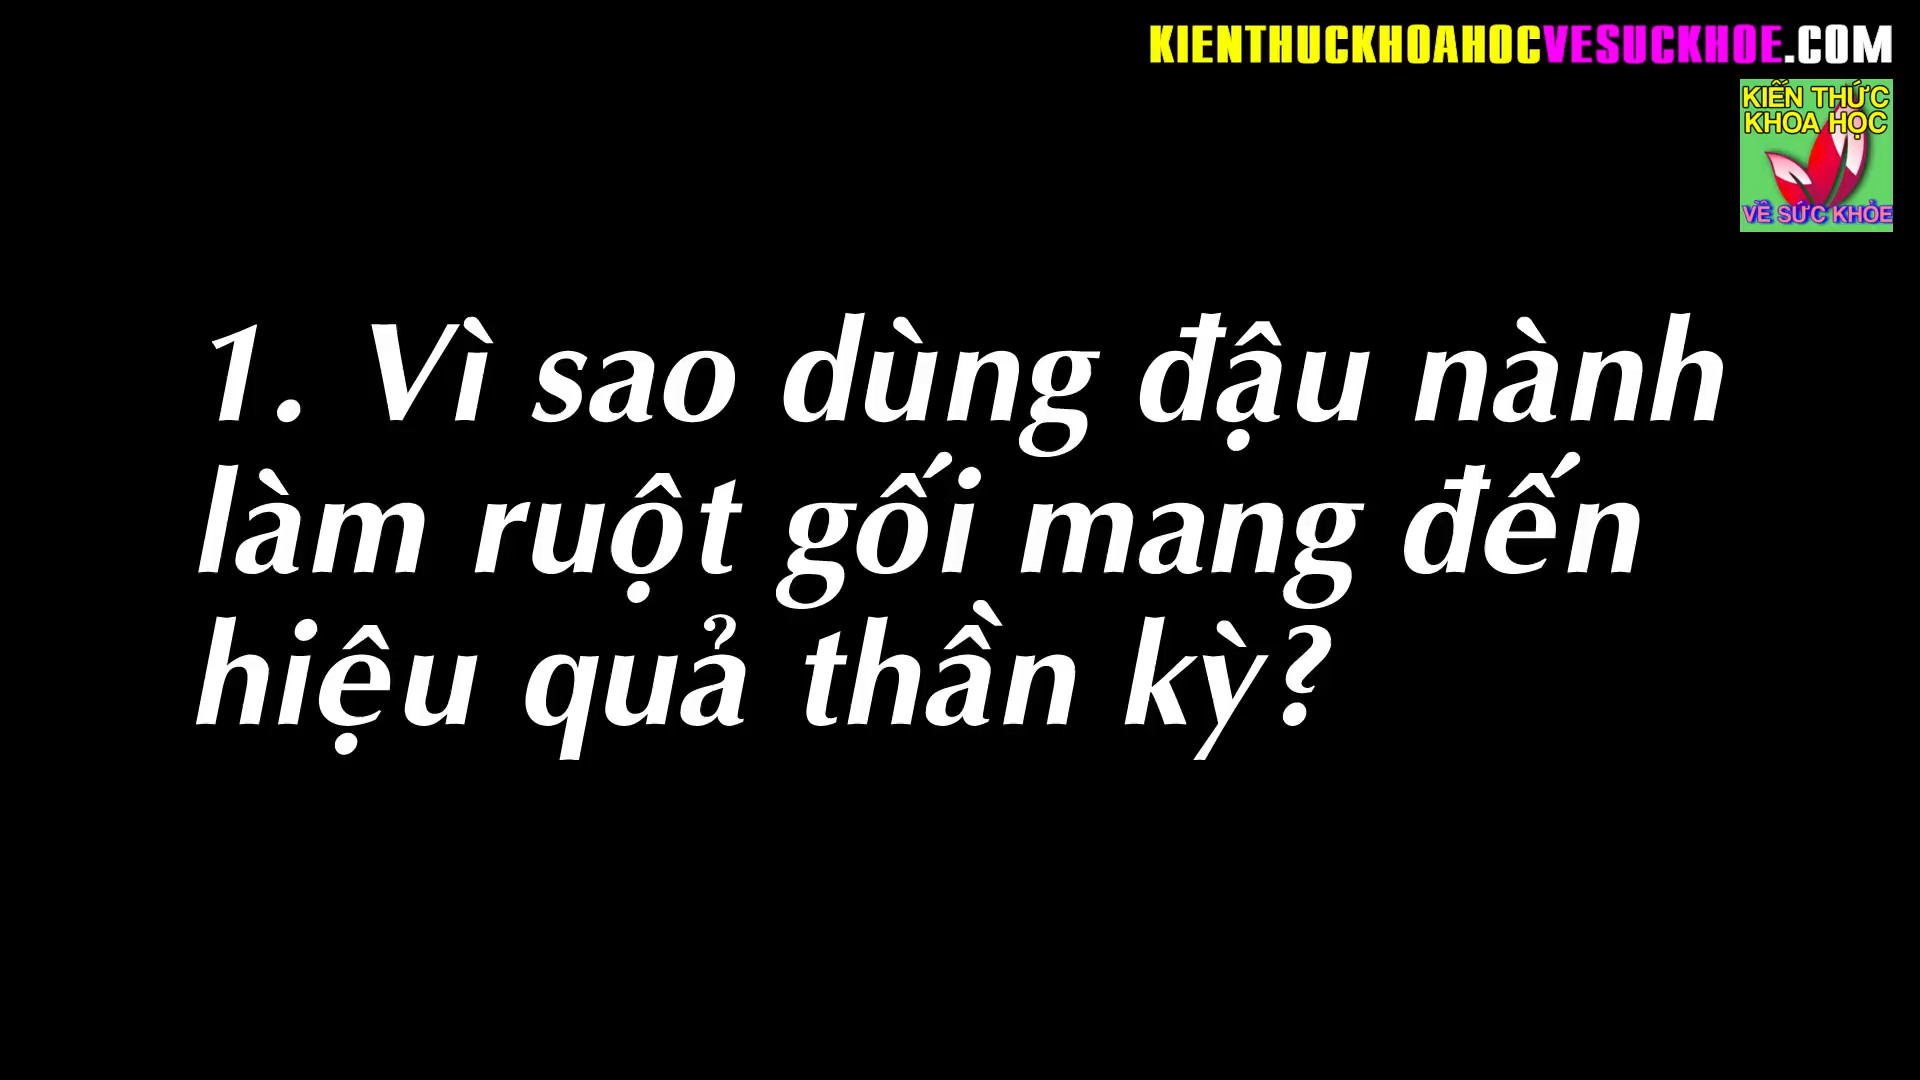 KIENTHUCKHOAHOCVESUCKHOE.COM
KIẾN THỨC
KHOA HỌC
VỀ SỨC KHỎE
1. Vì sao dùng đậu nành
làm ruột gối mang đến
hiệu quả thần kỳ?